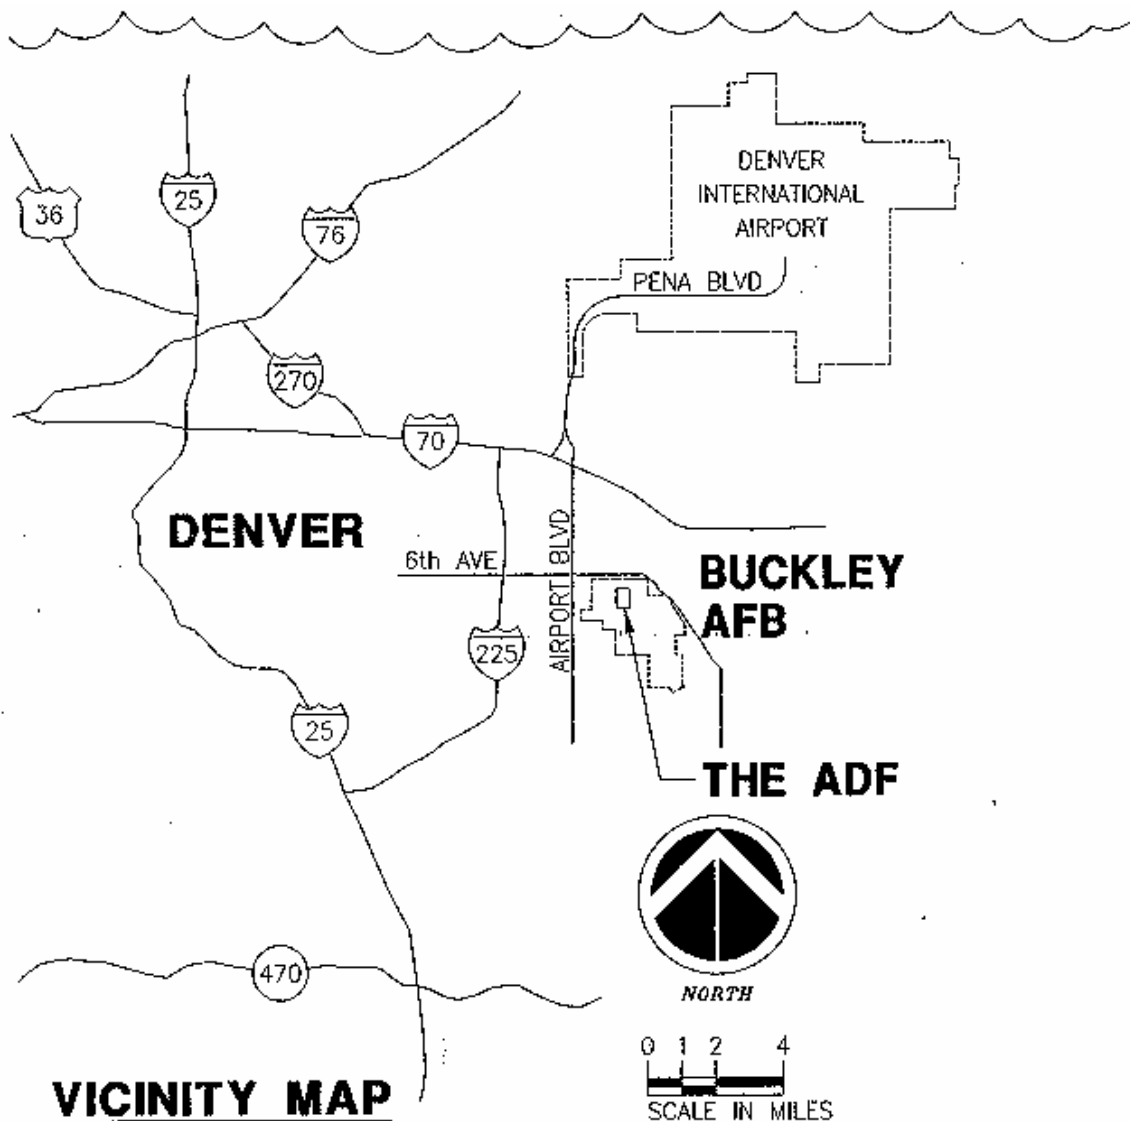 DENVER
INTERNATIONAL
AIRPORT
36
25
76
PENA BLVD
270
70
DENVER
6th AVE
AIRPORT BLVD
BUCKLEY
AFB
225
25
THE ADF
470
NORTH
0 1 2 4
SCALE IN MILES
VICINITY MAP